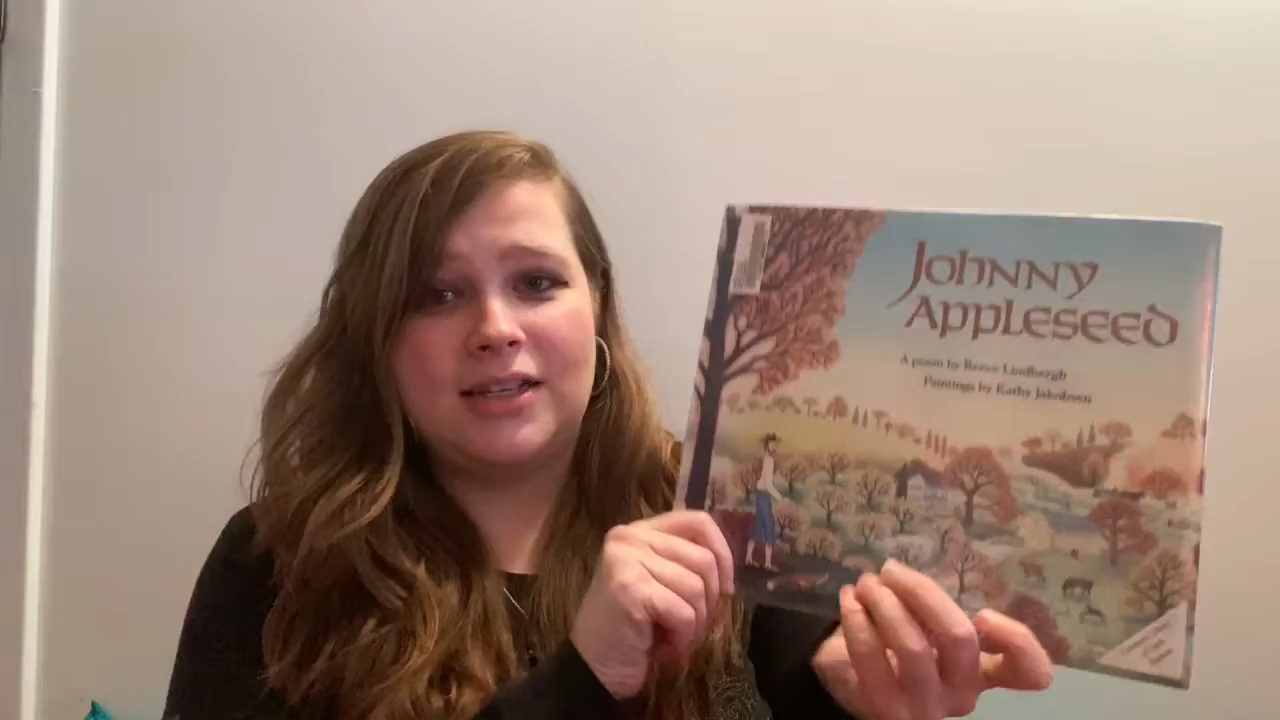 Johnny
Appleseed
A poem by Reeve Lindbergh
Paintings by Kathy Jakobsen